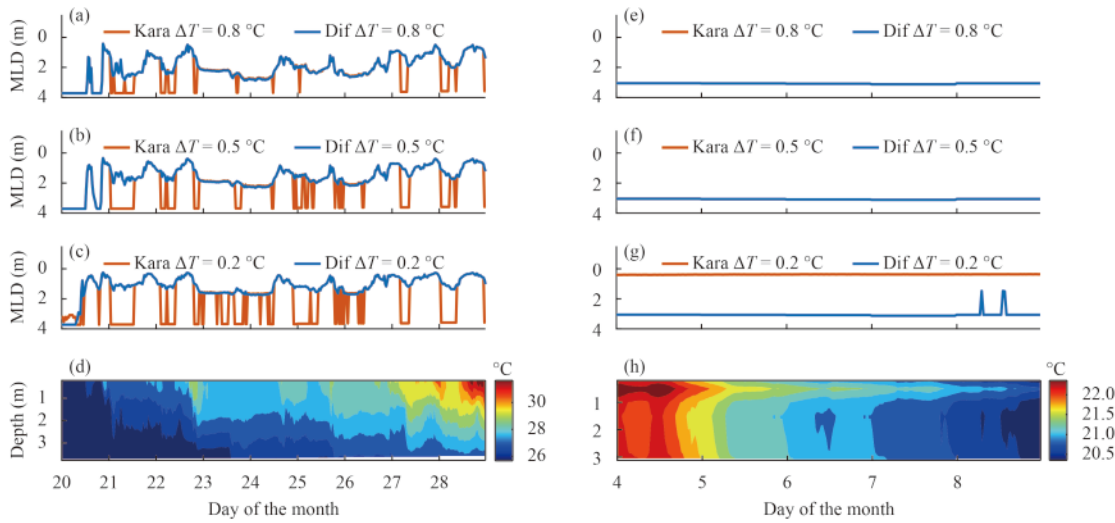 (a)
Kara ΔT = 0.8 °C Dif ΔT = 0.8 °C
MLD (m)
0
2
4
(b)
Kara ΔT = 0.5 °C Dif ΔT = 0.5 °C
MLD (m)
0
2
4
(c)
Kara ΔT = 0.2 °C Dif ΔT = 0.2 °C
MLD (m)
0
2
4
(d)
°C
Depth (m)
1
2
3
30
28
26
20 21 22 23 24 25 26 27 28
Day of the month
(e)
Kara ΔT = 0.8 °C Dif ΔT = 0.8 °C
0
2
4
(f)
Kara ΔT = 0.5 °C Dif ΔT = 0.5 °C
0
2
4
(g)
Kara ΔT = 0.2 °C Dif ΔT = 0.2 °C
0
2
4
(h)
°C
1
2
3
22.0
21.5
21.0
20.5
4 5 6 7 8
Day of the month